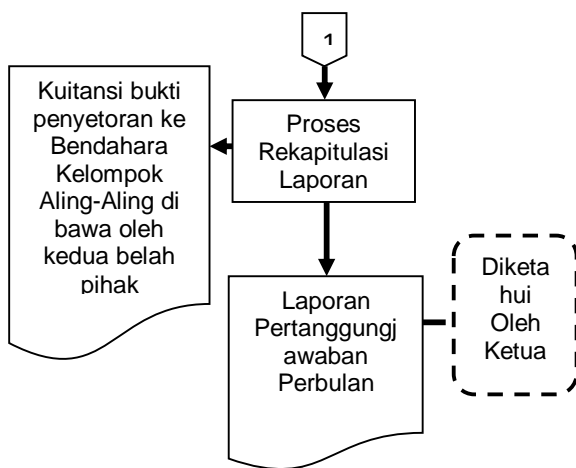 1
Kuitansi bukti
penyetoran ke
Bendahara
Kelompok
Aling-Aling di
bawa oleh
kedua belah
pihak
Proses
Rekapitulasi
Laporan
Laporan
Pertanggungj
awaban
Perbulan
Diketa
hui
Oleh
Ketua